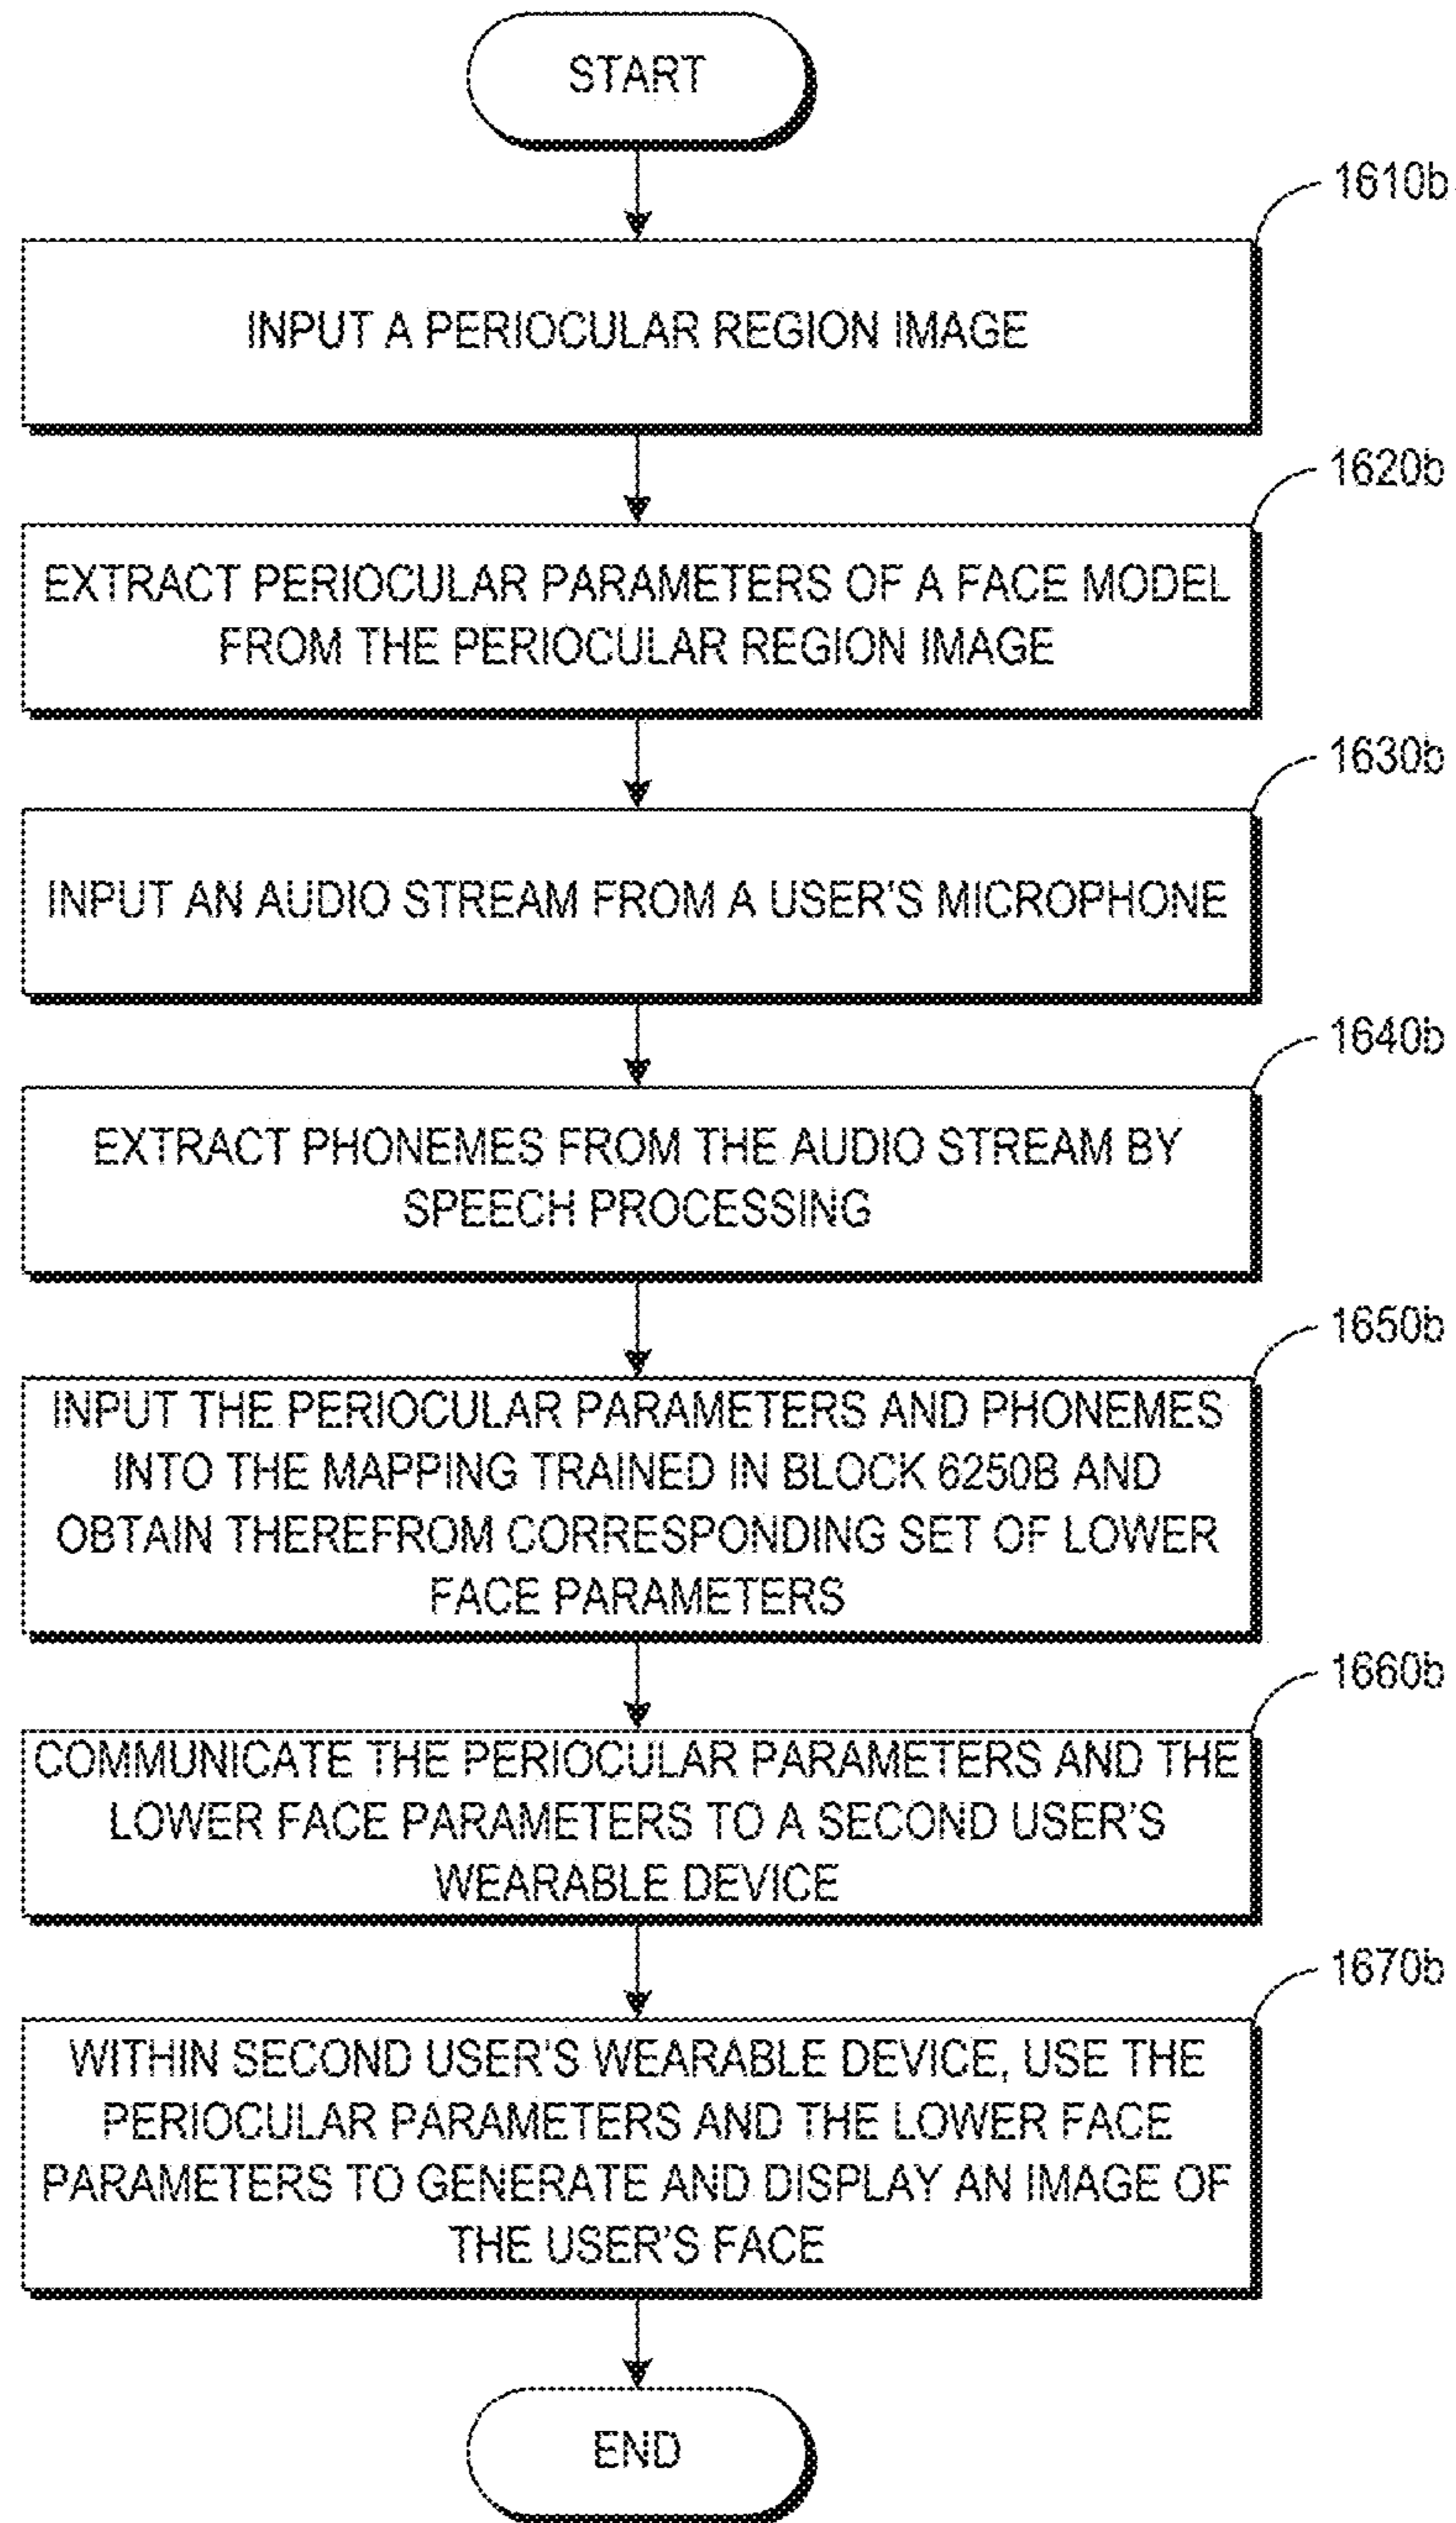 START
1610b
INPUT A PERIOCULAR REGION IMAGE
1620b
EXTRACT PERIOCULAR PARAMETERS OF A FACE MODEL
FROM THE PERIOCULAR REGION IMAGE
1630b
INPUT AN AUDIO STREAM FROM A USER'S MICROPHONE
1640b
EXTRACT PHONEMES FROM THE AUDIO STREAM BY
SPEECH PROCESSING
1650b
INPUT THE PERIOCULAR PARAMETERS AND PHONEMES
INTO THE MAPPING TRAINED IN BLOCK 6250B AND
OBTAIN THEREFROM CORRESPONDING SET OF LOWER
FACE PARAMETERS
1660b
COMMUNICATE THE PERIOCULAR PARAMETERS AND THE
LOWER FACE PARAMETERS TO A SECOND USER'S
WEARABLE DEVICE
1670b
WITHIN SECOND USER'S WEARABLE DEVICE, USE THE
PERIOCULAR PARAMETERS AND THE LOWER FACE
PARAMETERS TO GENERATE AND DISPLAY AN IMAGE OF
THE USER'S FACE
END